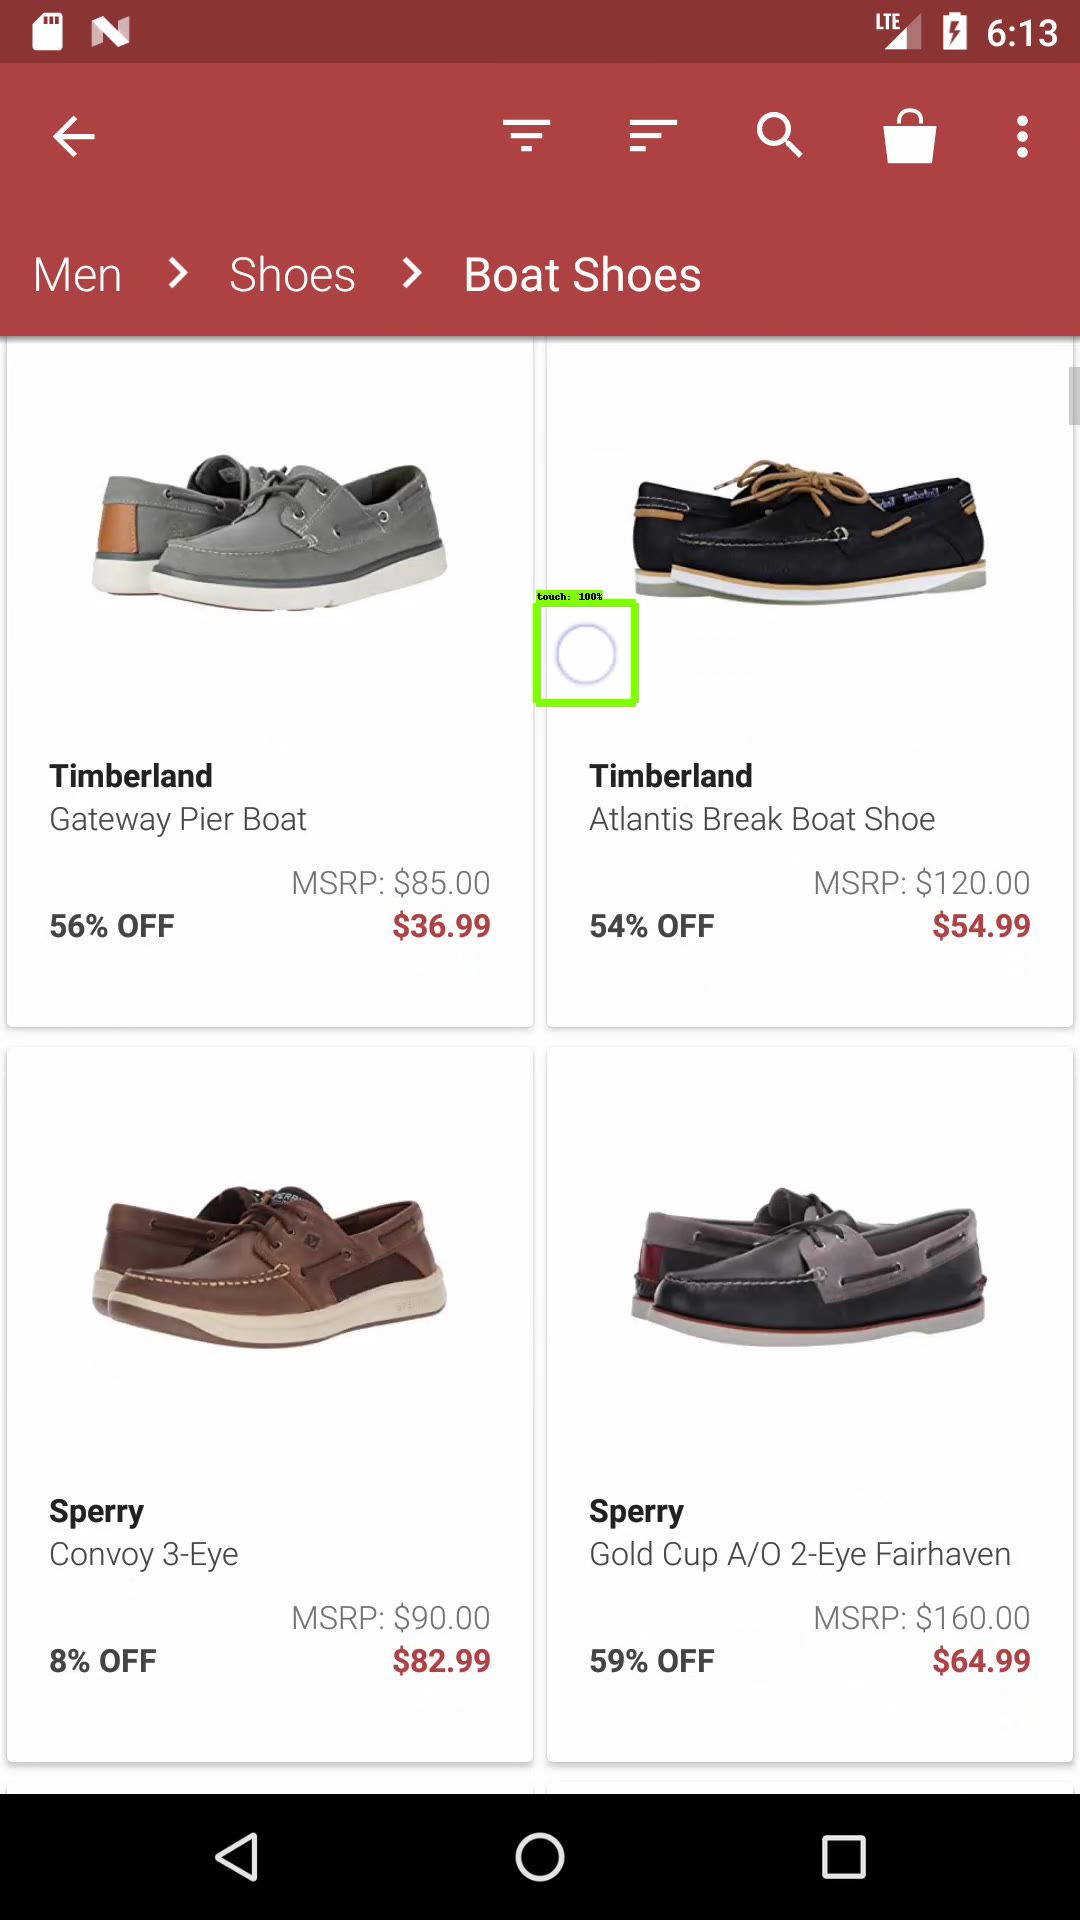 LTE 6:13
Men > Shoes > Boat Shoes
touch: 100%
Timberland
Gateway Pier Boat
MSRP: $85.00
56% OFF $36.99
Timberland
Atlantis Break Boat Shoe
MSRP: $120.00
54% OFF $54.99
Sperry
Convoy 3-Eye
MSRP: $90.00
8% OFF $82.99
Sperry
Gold Cup A/O 2-Eye Fairhaven
MSRP: $160.00
59% OFF $64.99